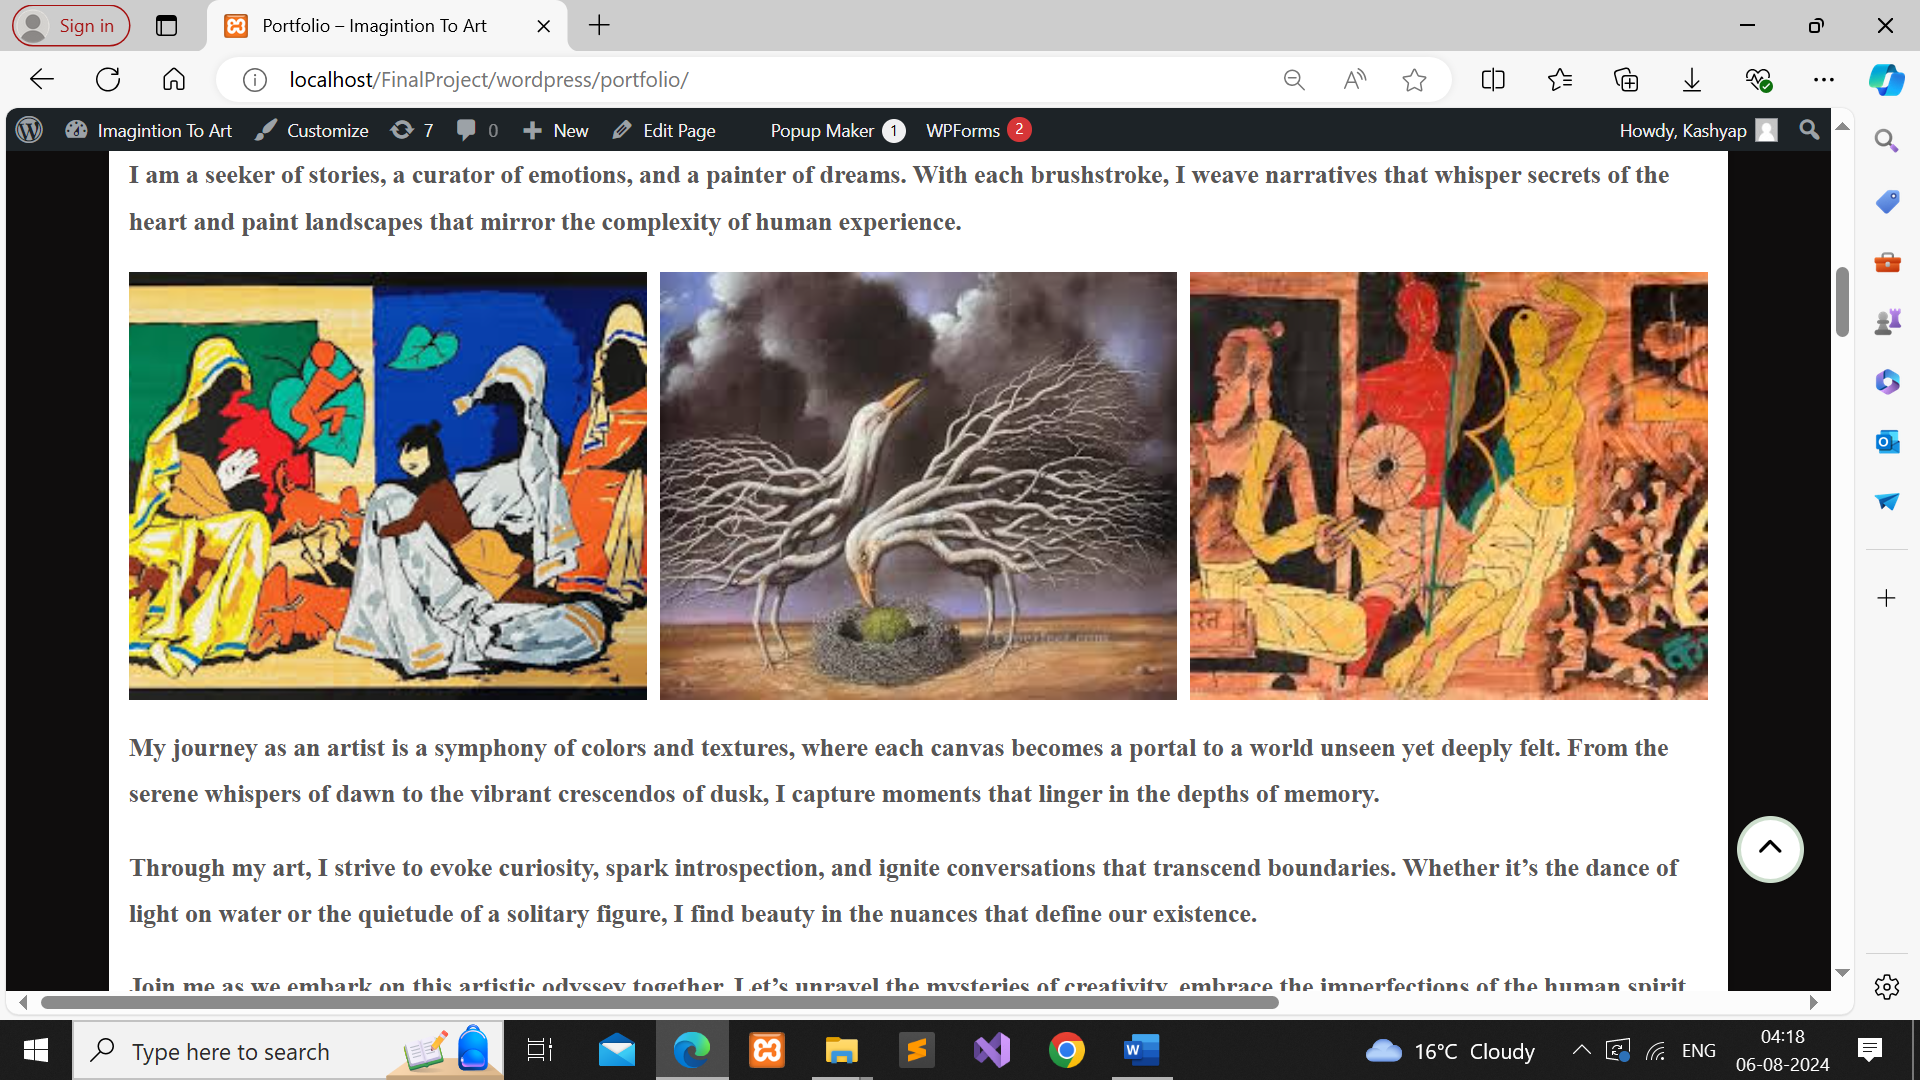 Sign in
Portfolio – Imagintion To Art
localhost/FinalProject/wordpress/portfolio/
Imagintion To Art
Customize
7
0
New
Edit Page
Popup Maker 1
WPForms 2
Howdy, Kashyap
I am a seeker of stories, a curator of emotions, and a painter of dreams. With each brushstroke, I weave narratives that whisper secrets of the
heart and paint landscapes that mirror the complexity of human experience.
My journey as an artist is a symphony of colors and textures, where each canvas becomes a portal to a world unseen yet deeply felt. From the
serene whispers of dawn to the vibrant crescendos of dusk, I capture moments that linger in the depths of memory.
Through my art, I strive to evoke curiosity, spark introspection, and ignite conversations that transcend boundaries. Whether it’s the dance of
light on water or the quietude of a solitary figure, I find beauty in the nuances that define our existence.
Join me as we embark on this artistic odyssey together. Let’s unravel the mysteries of creativity, embrace the imperfections of the human spirit
Type here to search
16°C Cloudy
ENG
04:18
06-08-2024